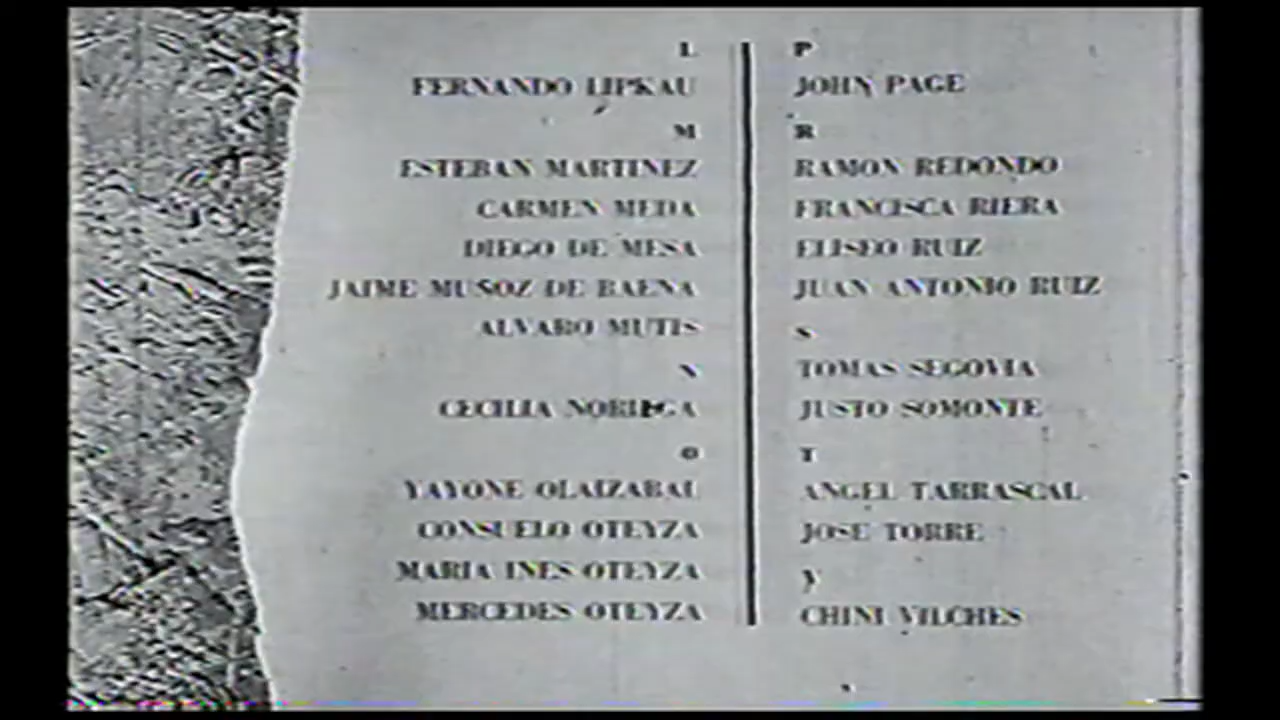 L
FERNANDO LIPKAU
M
ESTEBAN MARTINEZ
CARMEN MEDA
DIEGO DE MESA
JAIME MUÑOZ DE BAENA
ALVARO MUTIS
N
CECILIA NORIEGA
O
YAYONE OLAIZABAL
CONSUELO OTEYZA
MARIA INES OTEYZA
MERCEDES OTEYZA
P
JOHN PAGE
R
RAMON REDONDO
FRANCISCA RIERA
ELISEO RUIZ
JUAN ANTONIO RUIZ
S
TOMAS SEGOVIA
JUSTO SOMONTE
T
ANGEL TARRASCAL
JOSE TORRE
V
CHINI VILCHES